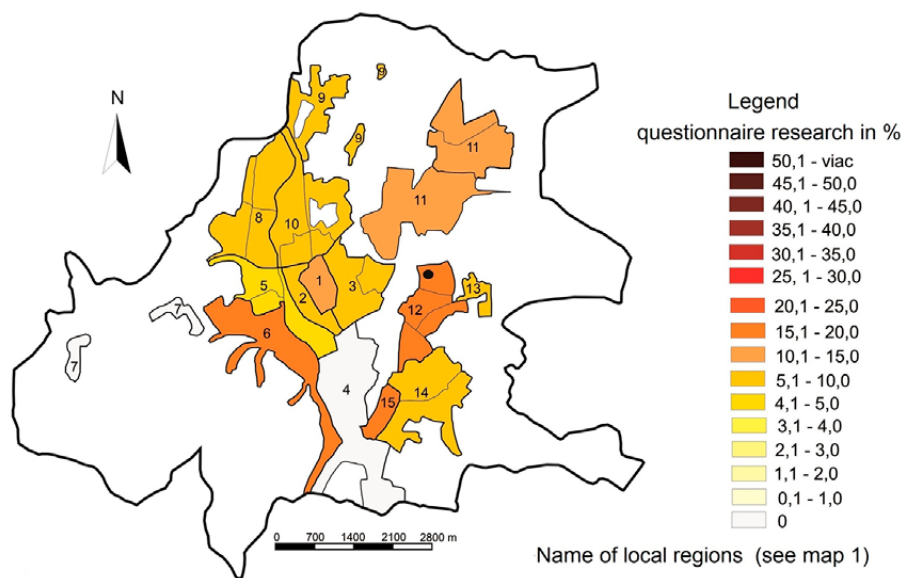 N
9
9
9
11
11
8
10
5
2
1
3
13
7
7
6
12
4
14
15
0 700 1400 2100 2800 m
Legend
questionnaire research in %
50,1 - viac
45,1 - 50,0
40, 1 - 45,0
35,1 - 40,0
30,1 - 35,0
25, 1 - 30,0
20,1 - 25,0
15,1 - 20,0
10,1 - 15,0
5,1 - 10,0
4,1 - 5,0
3,1 - 4,0
2,1 - 3,0
1,1 - 2,0
0,1 - 1,0
0
Name of local regions (see map 1)